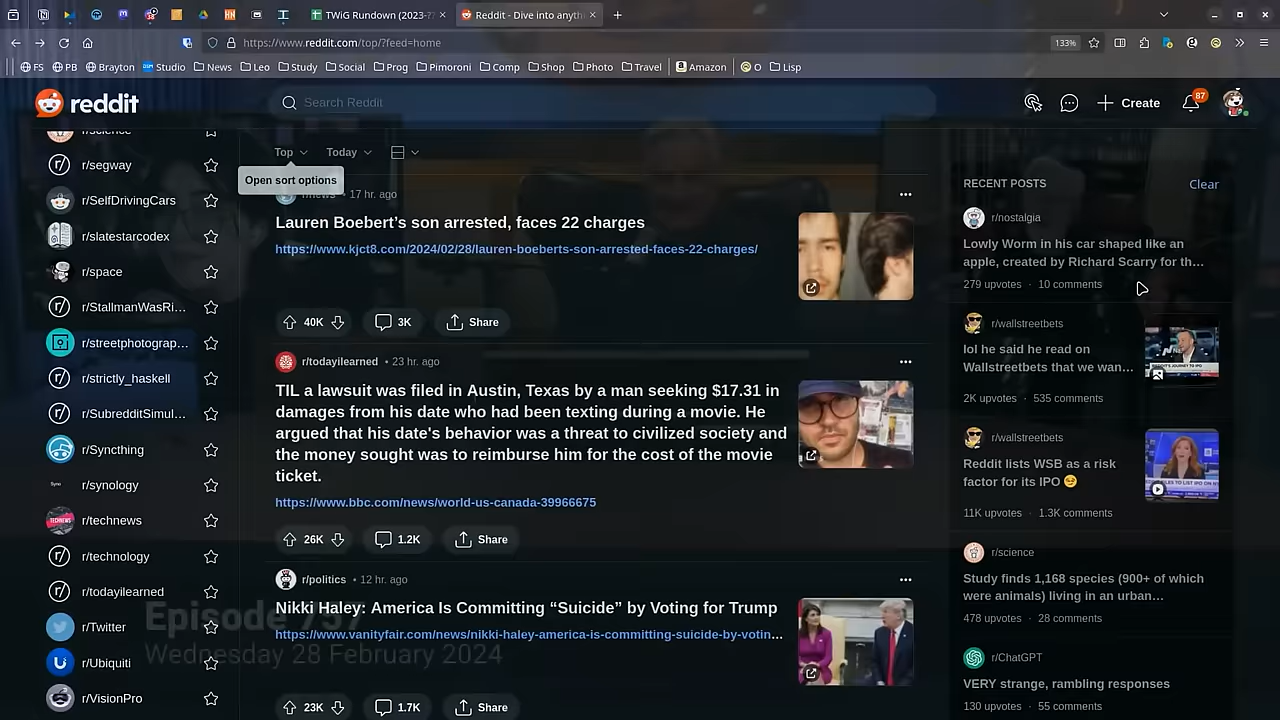 TWiG Rundown (2023-?
Reddit - Dive into anyth
https://www.reddit.com/top/?feed=home
133%
FS
PB
Brayton
Studio
News
Leo
Study
Social
Prog
Pimoroni
Comp
Shop
Photo
Travel
Amazon
O
Lisp
reddit
Search Reddit
Create
87
r/science
r/segway
r/SelfDrivingCars
r/slatestarcodex
r/space
r/StallmanWasRi...
r/streetphotograp...
r/strictly_haskell
r/SubredditSimul...
r/Syncthing
r/synology
r/technews
r/technology
r/todayilearned
r/Twitter
r/Ubiquiti
r/VisionPro
Top
Today
Open sort options
r/news • 17 hr. ago
Lauren Boebert’s son arrested, faces 22 charges
https://www.kjct8.com/2024/02/28/lauren-boeberts-son-arrested-faces-22-charges/
40K
3K
Share
r/todayilearned • 23 hr. ago
TIL a lawsuit was filed in Austin, Texas by a man seeking $17.31 in
damages from his date who had been texting during a movie. He
argued that his date's behavior was a threat to civilized society and
the money sought was to reimburse him for the cost of the movie
ticket.
https://www.bbc.com/news/world-us-canada-39966675
26K
1.2K
Share
r/politics • 12 hr. ago
Nikki Haley: America Is Committing “Suicide” by Voting for Trump
https://www.vanityfair.com/news/nikki-haley-america-is-committing-suicide-by-votin...
23K
1.7K
Share
Episode 757
Wednesday 28 February 2024
RECENT POSTS
Clear
r/nostalgia
Lowly Worm in his car shaped like an
apple, created by Richard Scarry for th...
279 upvotes · 10 comments
r/wallstreetbets
lol he said he read on
Wallstreetbets that we wan...
2K upvotes · 535 comments
r/wallstreetbets
Reddit lists WSB as a risk
factor for its IPO 🤨
11K upvotes · 1.3K comments
r/science
Study finds 1,168 species (900+ of which
were animals) living in an urban...
478 upvotes · 28 comments
r/ChatGPT
VERY strange, rambling responses
130 upvotes · 55 comments